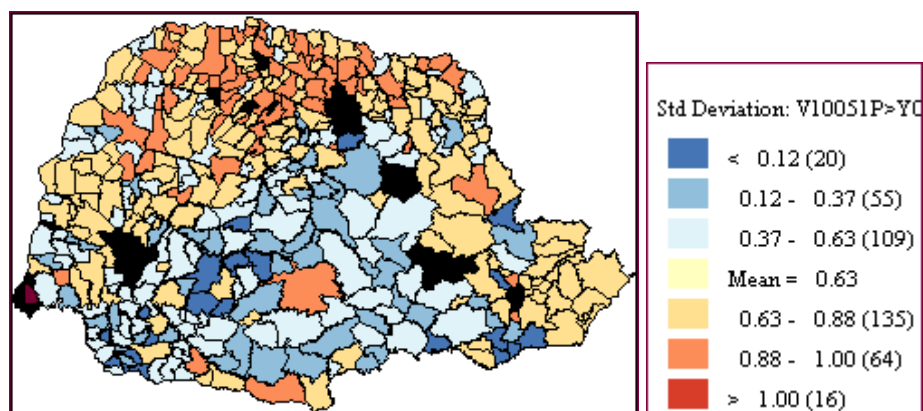 Std Deviation: V10051P>Y0
< 0.12 (20)
0.12 - 0.37 (55)
0.37 - 0.63 (109)
Mean = 0.63
0.63 - 0.88 (135)
0.88 - 1.00 (64)
> 1.00 (16)